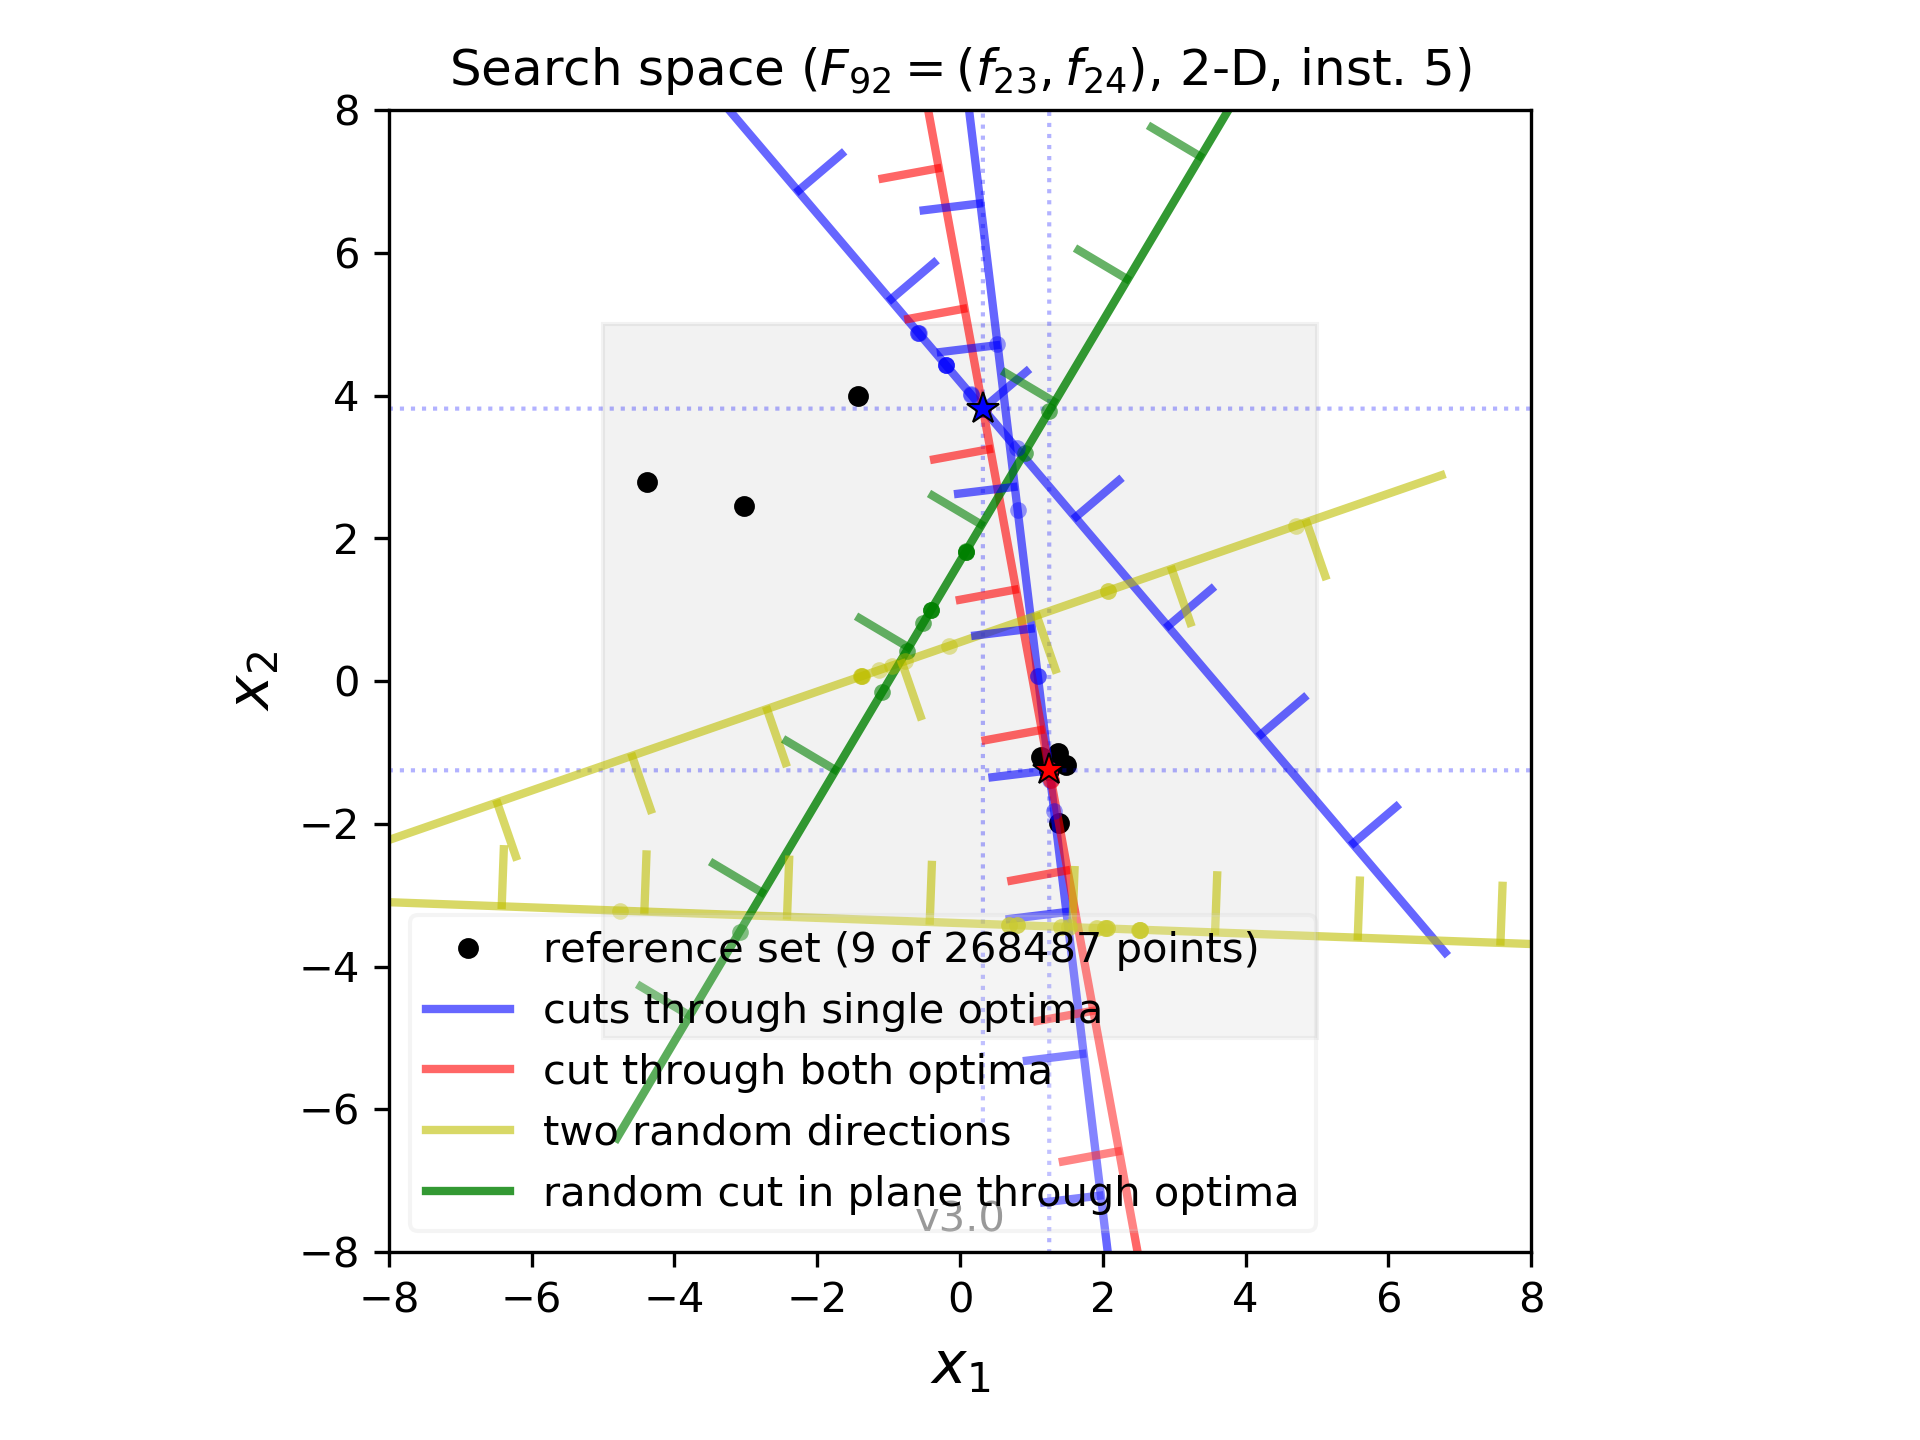 Search space (F₉₂ = (f₂₃, f₂₄), 2-D, inst. 5)
8
6
4
2
0
−2
−4
−6
−8
x₂
reference set (9 of 268487 points)
cuts through single optima
cut through both optima
two random directions
random cut in plane through optima
v3.0
−8 −6 −4 −2 0 2 4 6 8
x₁